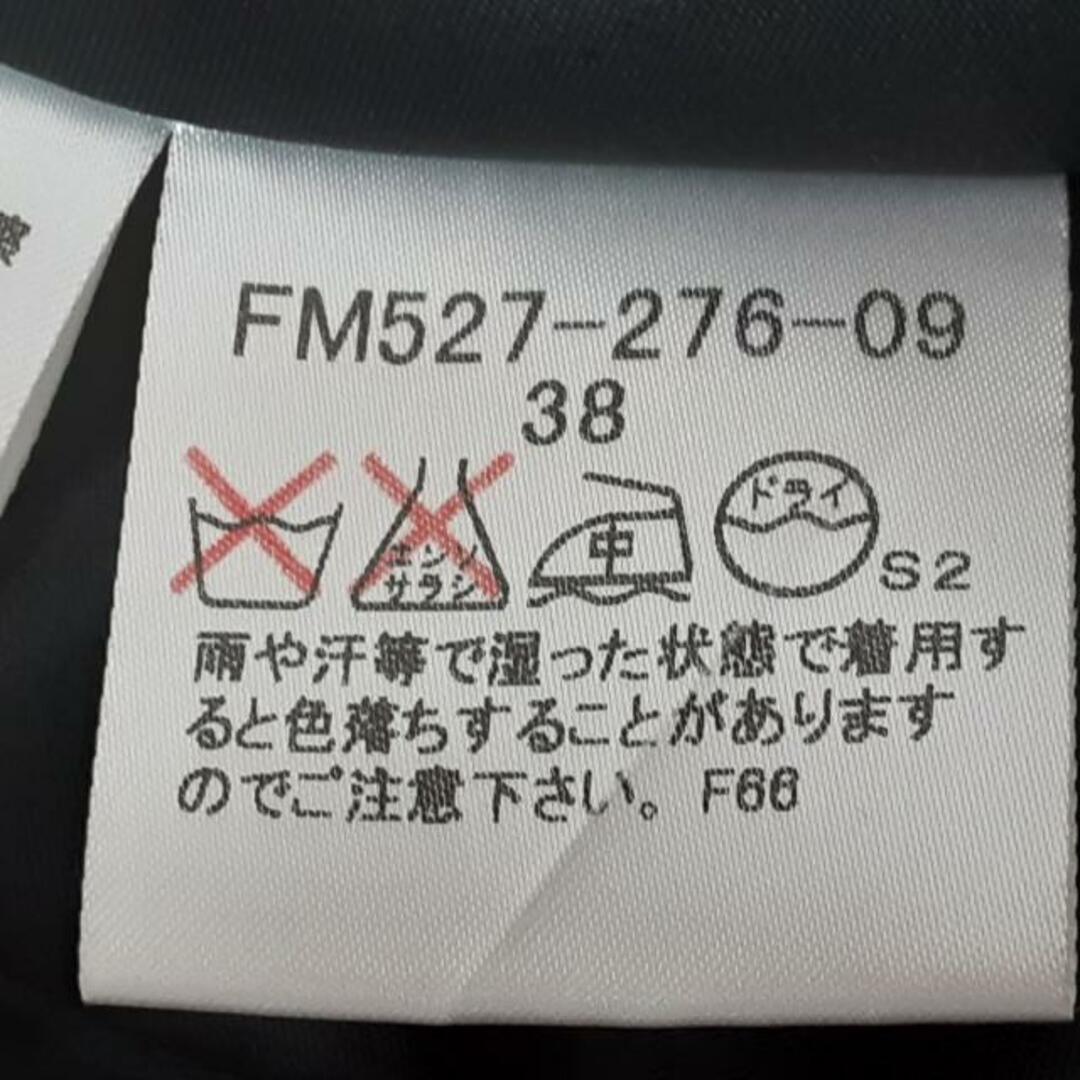 FM527-276-09
38
エンソ
サラシ
中
ドライ
S2
雨や汗等で湿った状態で着用す
ると色落ちすることがあります
のでご注意下さい。 F66